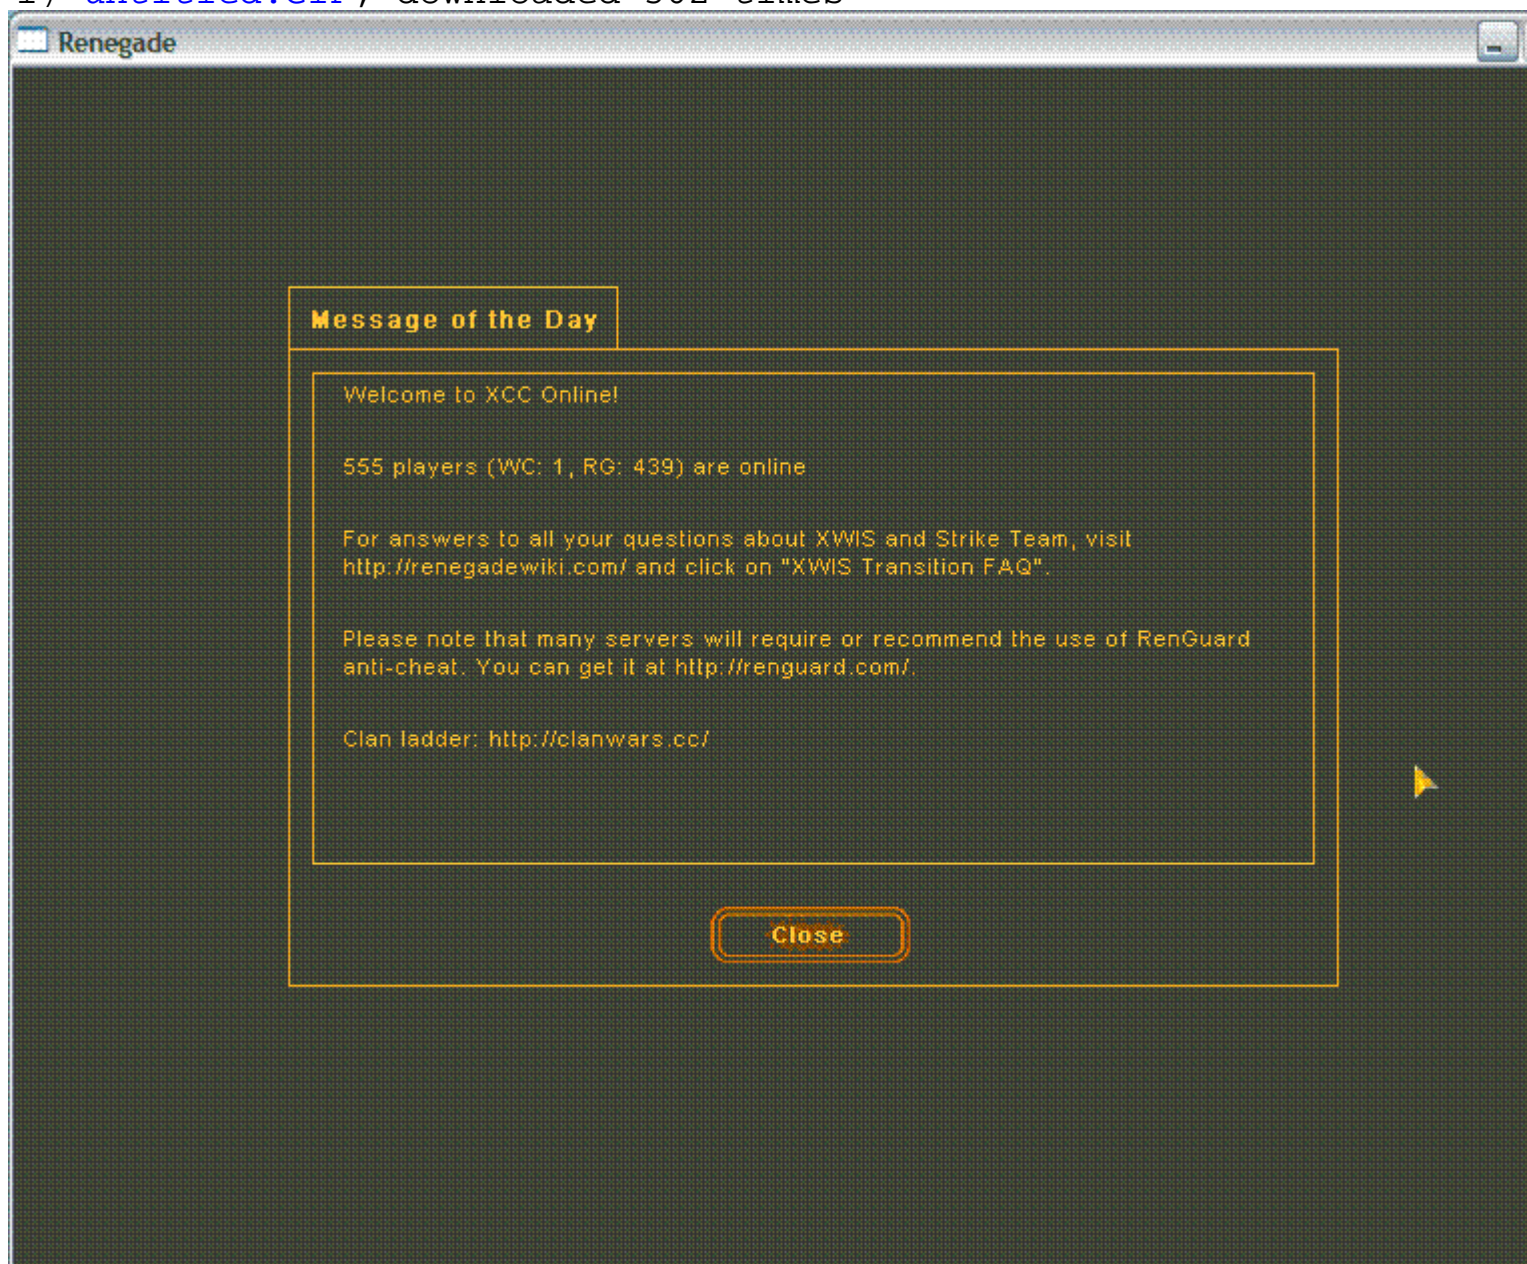 Renegade
Message of the Day
Welcome to XCC Online!
555 players (WC: 1, RG: 439) are online
For answers to all your questions about XWIS and Strike Team, visit
http://renegadewiki.com/ and click on "XWIS Transition FAQ".
Please note that many servers will require or recommend the use of RenGuard
anti-cheat. You can get it at http://renguard.com/.
Clan ladder: http://clanwars.cc/
Close